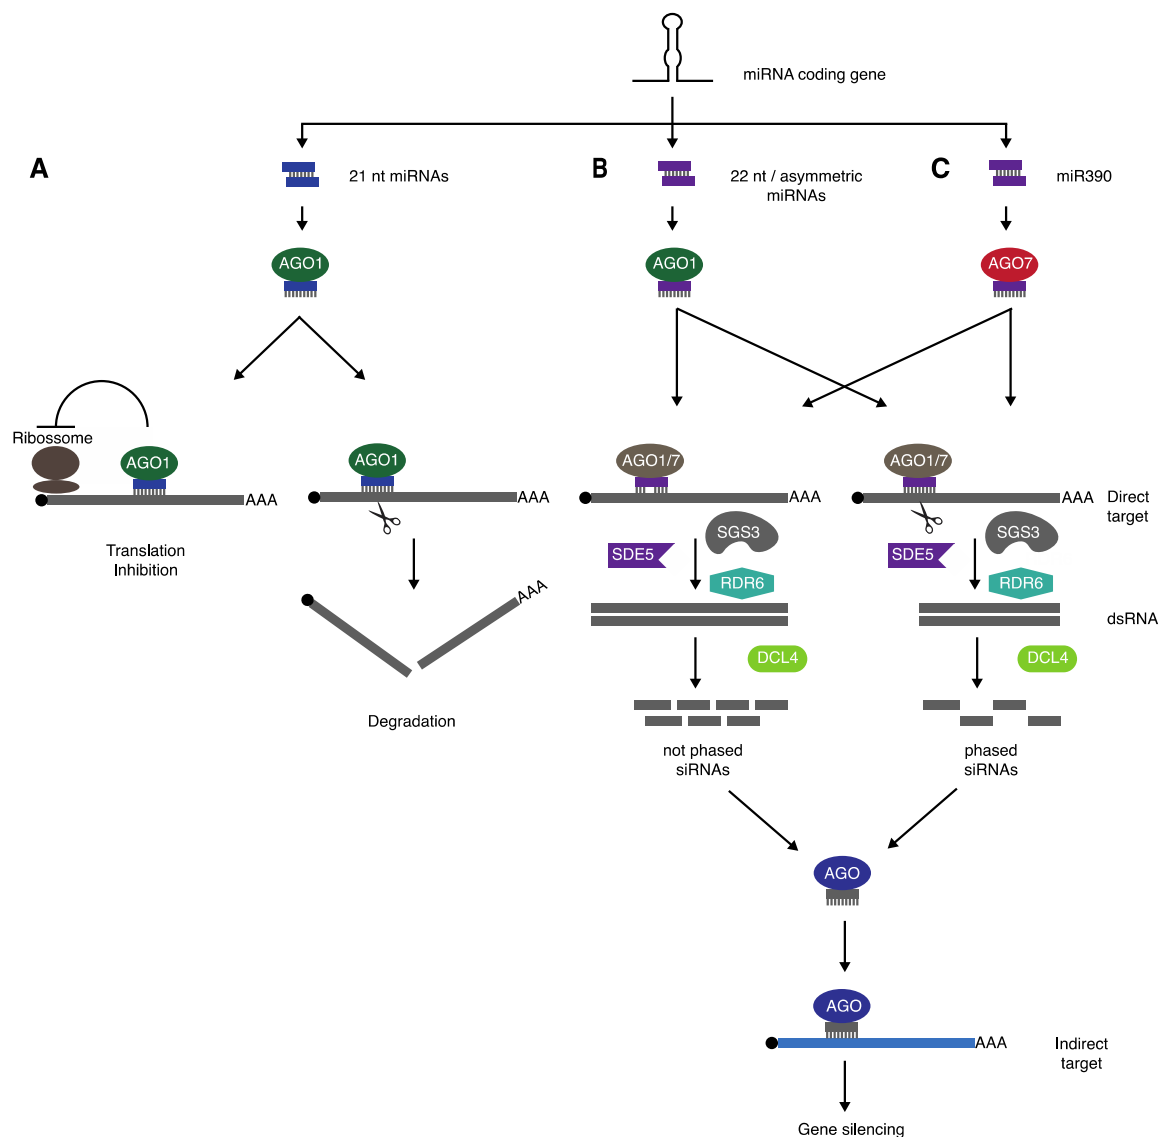 miRNA coding gene
A
21 nt miRNAs
B
22 nt / asymmetric
miRNAs
C
miR390
AGO1
AGO1
AGO7
Ribossome
AGO1
AAA
Translation
Inhibition
AGO1
AAA
AAA
Degradation
AGO1/7
AAA
AGO1/7
AAA
Direct
target
SDE5
SGS3
RDR6
SDE5
SGS3
RDR6
dsRNA
DCL4
DCL4
not phased
siRNAs
phased
siRNAs
AGO
AGO
AAA
Indirect
target
Gene silencing